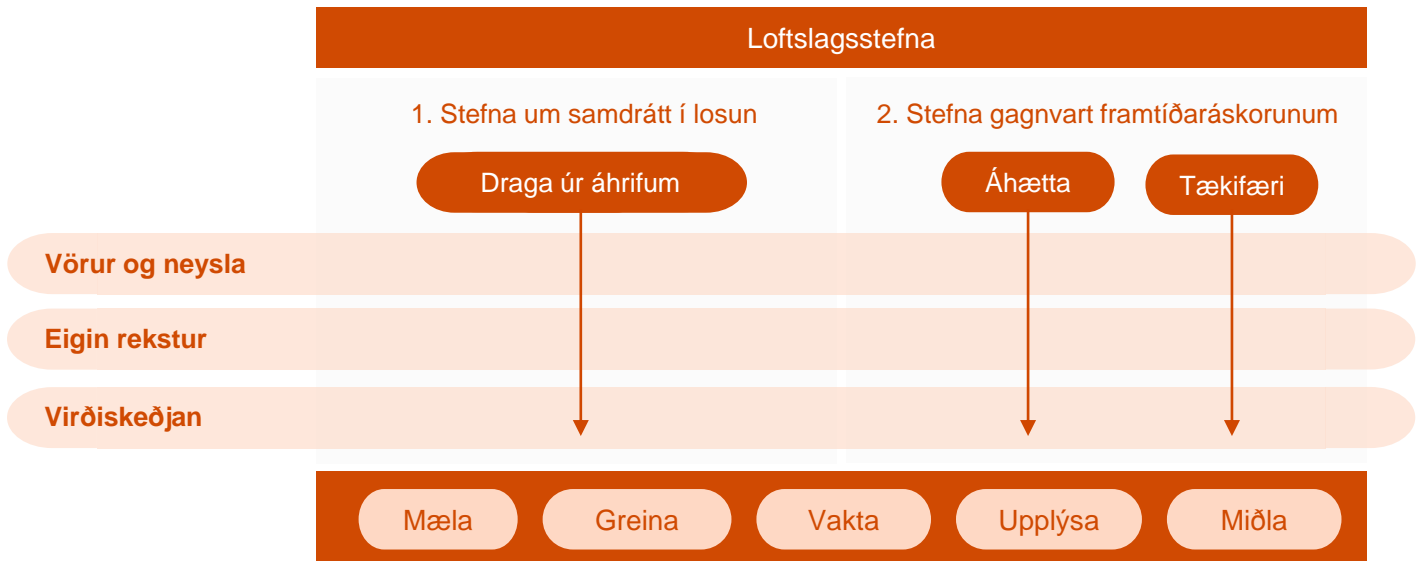 Loftslagsstefna
1. Stefna um samdrátt í losun
2. Stefna gagnvart framtíðaráskorunum
Draga úr áhrifum
Áhætta
Tækifæri
Vörur og neysla
Eigin rekstur
Virðiskeðjan
Mæla
Greina
Vakta
Upplýsa
Miðla